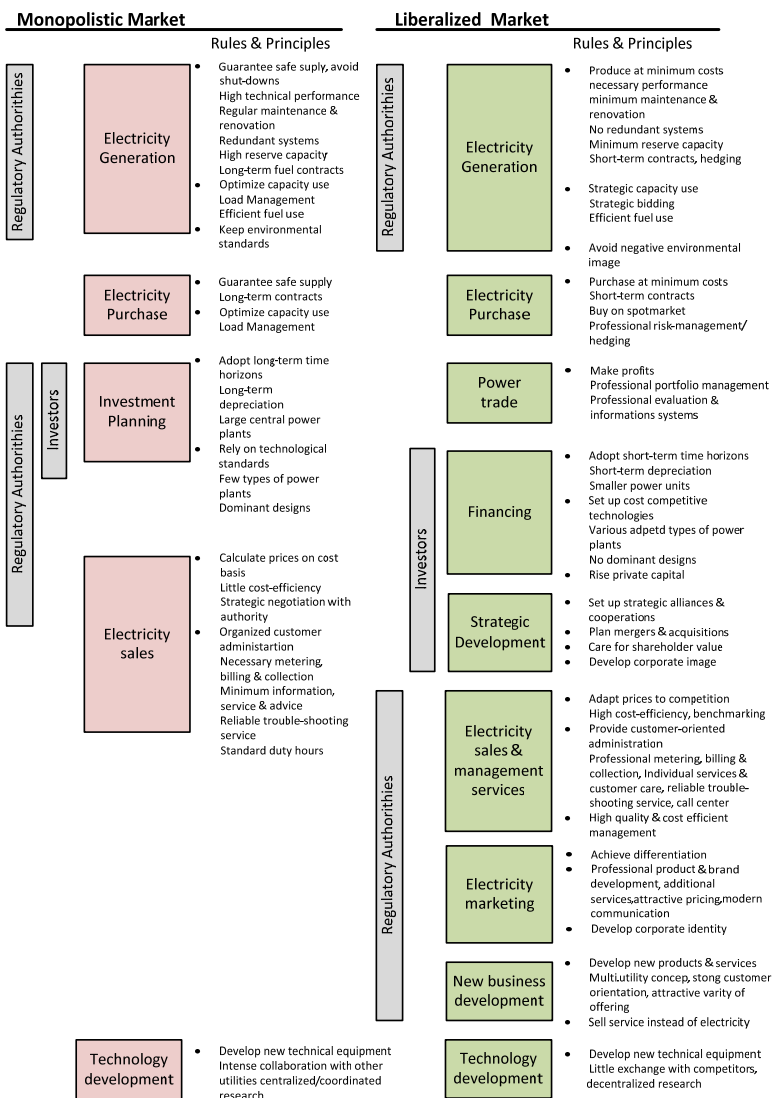 Monopolistic Market
Rules & Principles
Regulatory Authorithies
Electricity
Generation
• Guarantee safe suply, avoid
shut-downs
High technical performance
Regular maintenance &
renovation
Redundant systems
High reserve capacity
Long-term fuel contracts
• Optimize capacity use
Load Management
Efficient fuel use
• Keep environmental
standards
Electricity
Purchase
• Guarantee safe supply
Long-term contracts
• Optimize capacity use
Load Management
Regulatory Authorithies
Investors
Investment
Planning
• Adopt long-term time
horizons
Long-term
depreciation
Large central power
plants
• Rely on technological
standards
Few types of power
plants
Dominant designs
Electricity
sales
• Calculate prices on cost
basis
Little cost-efficiency
Strategic negotiation with
authority
• Organized customer
administartion
Necessary metering,
billing & collection
Minimum information,
service & advice
Reliable trouble-shooting
service
Standard duty hours
Technology
development
• Develop new technical equipment
Intense collaboration with other
utilities centralized/coordinated
research
Liberalized Market
Rules & Principles
Regulatory Authorithies
Electricity
Generation
• Produce at minimum costs
necessary performance
minimum maintenance &
renovation
No redundant systems
Minimum reserve capacity
Short-term contracts, hedging
• Strategic capacity use
Strategic bidding
Efficient fuel use
• Avoid negative environmental
image
Electricity
Purchase
• Purchase at minimum costs
Short-term contracts
Buy on spotmarket
Professional risk-management/
hedging
Power
trade
• Make profits
Professional portfolio management
Professional evaluation &
informations systems
Investors
Financing
• Adopt short-term time horizons
Short-term depreciation
Smaller power units
• Set up cost competitive
technologies
Various adpetd types of power
plants
No dominant designs
• Rise private capital
Strategic
Development
• Set up strategic alliances &
cooperations
• Plan mergers & acquisitions
• Care for shareholder value
• Develop corporate image
Regulatory Authorithies
Electricity
sales &
management
services
• Adapt prices to competition
High cost-efficiency, benchmarking
• Provide customer-oriented
administration
Professional metering, billing &
collection, Individual services &
customer care, reliable trouble-
shooting service, call center
• High quality & cost efficient
management
Electricity
marketing
• Achieve differentiation
• Professional product & brand
development, additional
services,attractive pricing,modern
communication
• Develop corporate identity
New business
development
• Develop new products & services
Multi.utility concep, stong customer
orientation, attractive varity of
offering
• Sell service instead of electricity
Technology
development
• Develop new technical equipment
Little exchange with competitors,
decentralized research